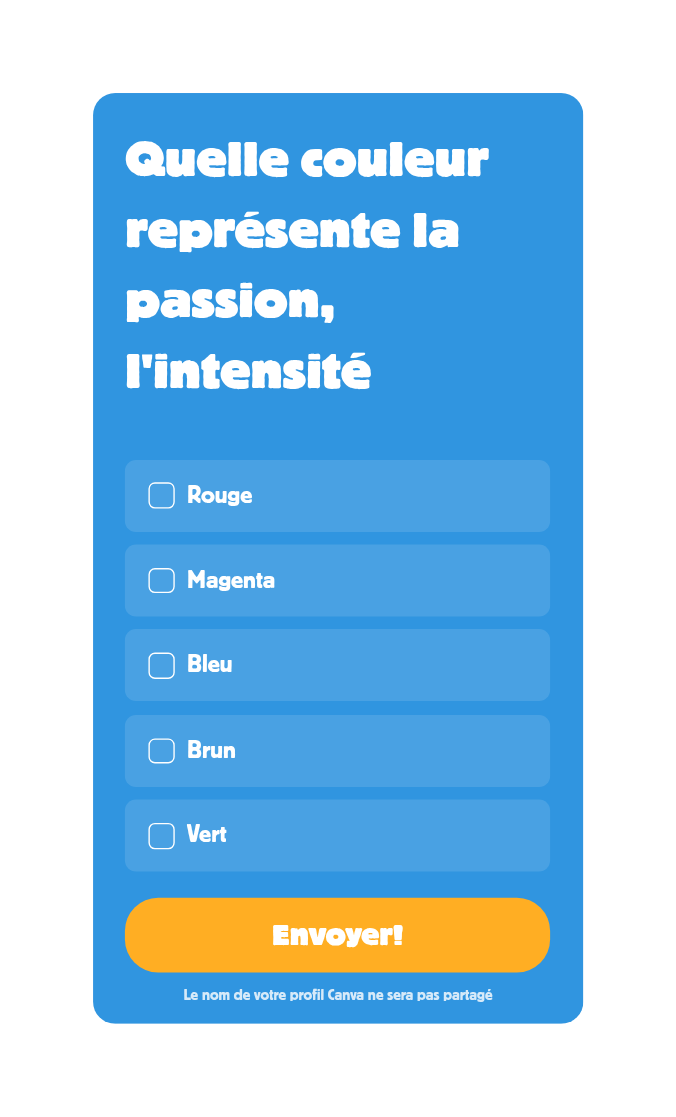 Quelle couleur
représente la
passion,
l'intensité
Rouge
Magenta
Bleu
Brun
Vert
Envoyer!
Le nom de votre profil Canva ne sera pas partagé